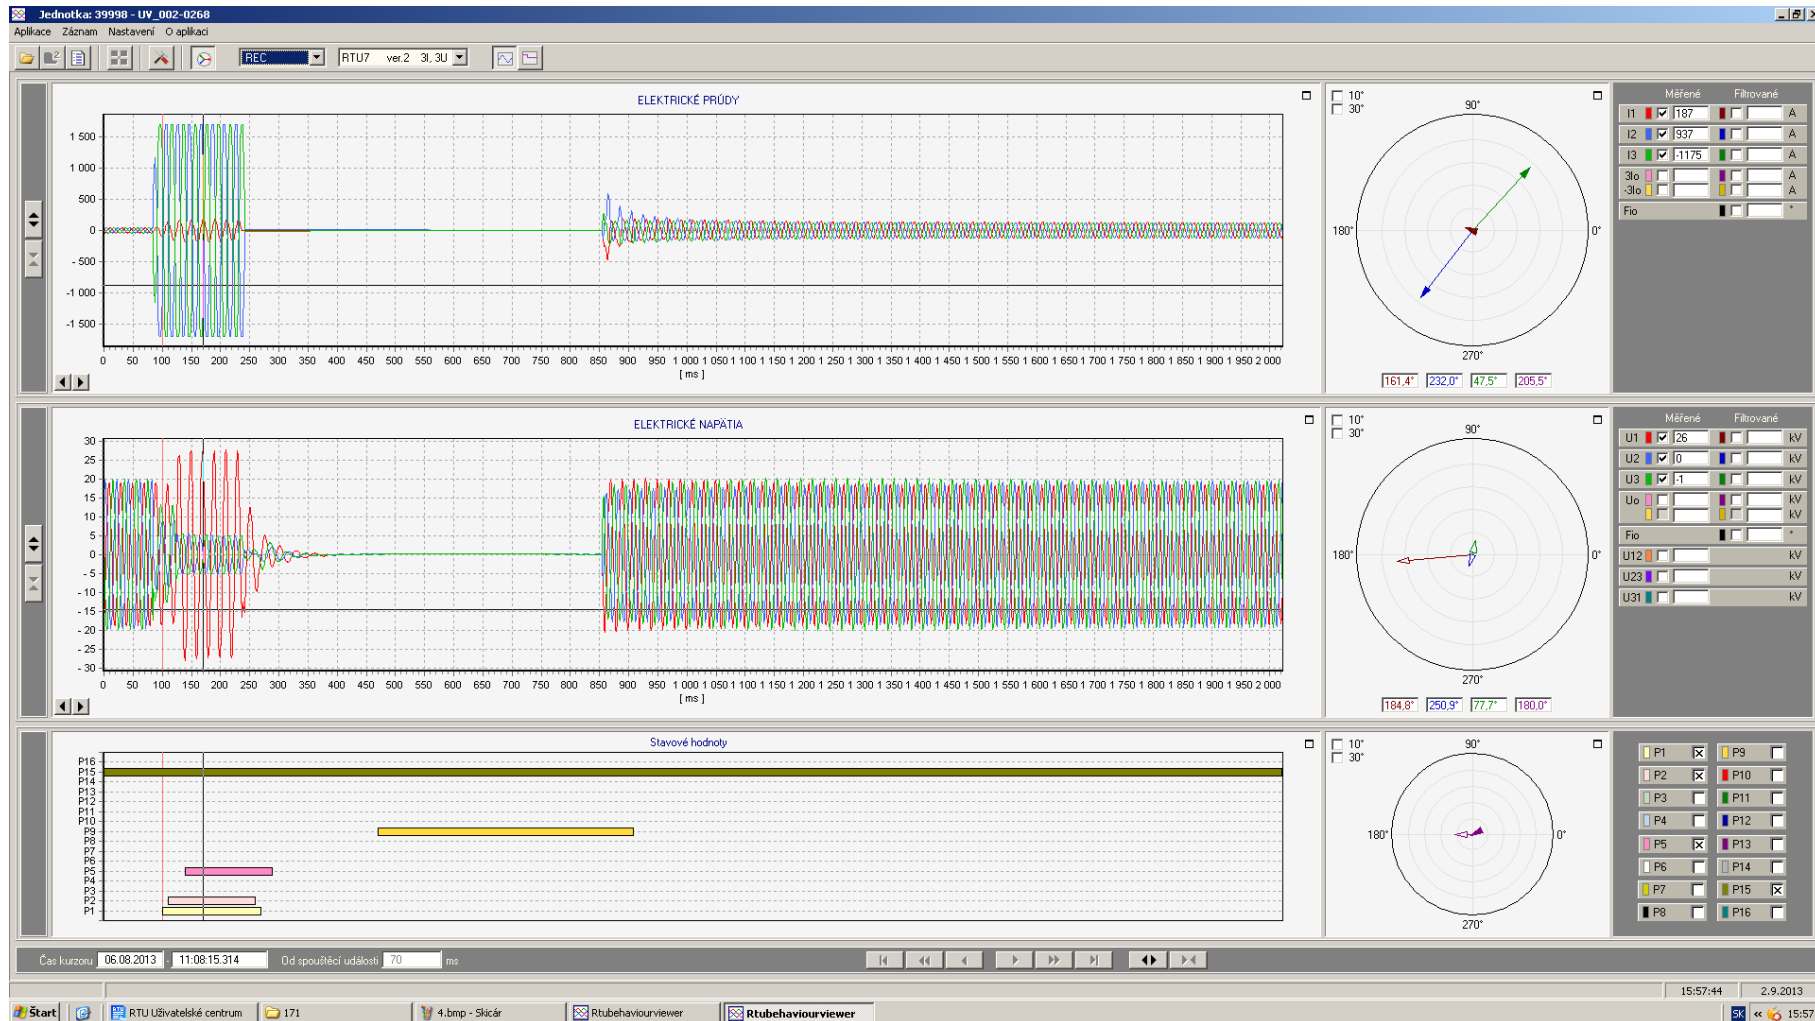 Jednotka: 39998 - UV_002-0268
Aplikace Záznam Nastavení O aplikaci
REC RTU7 ver.2 3I, 3U
ELEKTRICKÉ PRÚDY
1 500
1 000
500
0
- 500
-1 000
-1 500
0 50 100 150 200 250 300 350 400 450 500 550 600 650 700 750 800 850 900 950 1 000 1 050 1 100 1 150 1 200 1 250 1 300 1 350 1 400 1 450 1 500 1 550 1 600 1 650 1 700 1 750 1 800 1 850 1 900 1 950 2 000
[ ms ]
10°
30°
90°
180° 0°
270°
161,4° 232,0° 47,5° 205,5°
Měřené Filtrované
I1 187 A
I2 937 A
I3 -1175 A
3Io A
-3Io A
Fio °
ELEKTRICKÉ NAPÄTIA
30
25
20
15
10
5
0
- 5
- 10
- 15
- 20
- 25
- 30
0 50 100 150 200 250 300 350 400 450 500 550 600 650 700 750 800 850 900 950 1 000 1 050 1 100 1 150 1 200 1 250 1 300 1 350 1 400 1 450 1 500 1 550 1 600 1 650 1 700 1 750 1 800 1 850 1 900 1 950 2 000
[ ms ]
10°
30°
90°
180° 0°
270°
184,8° 250,9° 77,7° 180,0°
Měřené Filtrované
U1 26 kV
U2 0 kV
U3 -1 kV
Uo kV
kV
Fio °
U12 kV
U23 kV
U31 kV
Stavové hodnoty
P16
P15
P14
P13
P12
P11
P10
P9
P8
P7
P6
P5
P4
P3
P2
P1
10°
30°
90°
180° 0°
270°
P1 P9
P2 P10
P3 P11
P4 P12
P5 P13
P6 P14
P7 P15
P8 P16
Čas kurzoru 06.08.2013 - 11:08:15.314 Od spouštěcí události 70 ms
15:57:44 2.9.2013
Štart RTU Uživatelské centrum 171 4.bmp - Skicár Rtubehaviourviewer Rtubehaviourviewer SK « 15:57